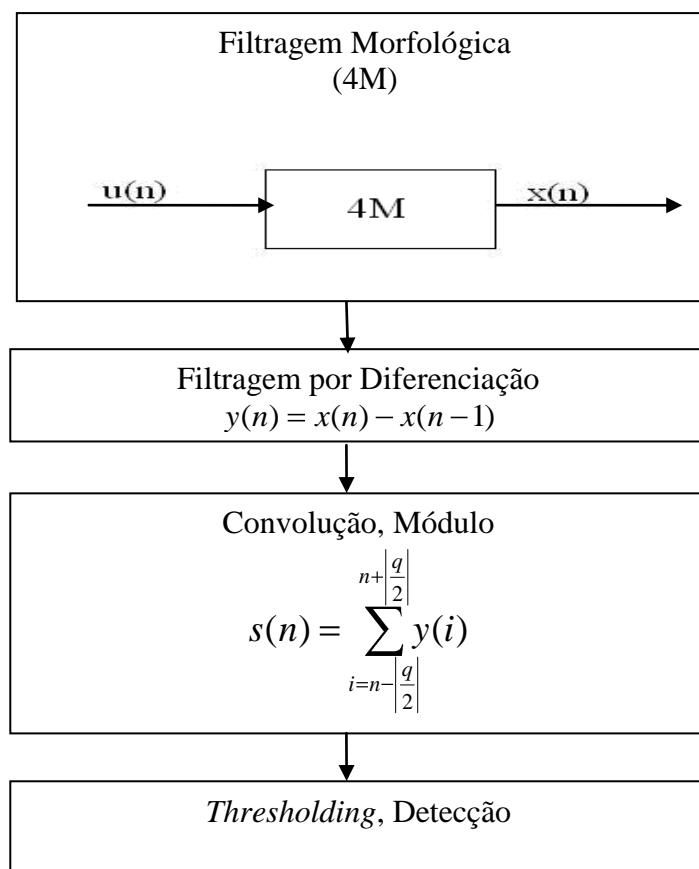 Filtragem Morfológica
(4M)
u(n) 4M x(n)
Filtragem por Diferenciação
y(n) = x(n) − x(n−1)
Convolução, Módulo
n+|q/2|
s(n) = ∑ y(i)
i=n−|q/2|
Thresholding, Detecção